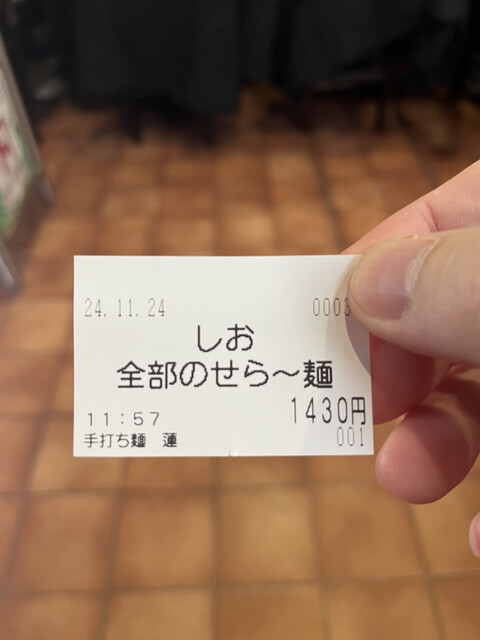 24.11.24 0003
しお
全部のせら〜麺
1430円
11:57
手打ち麺 蓮
001